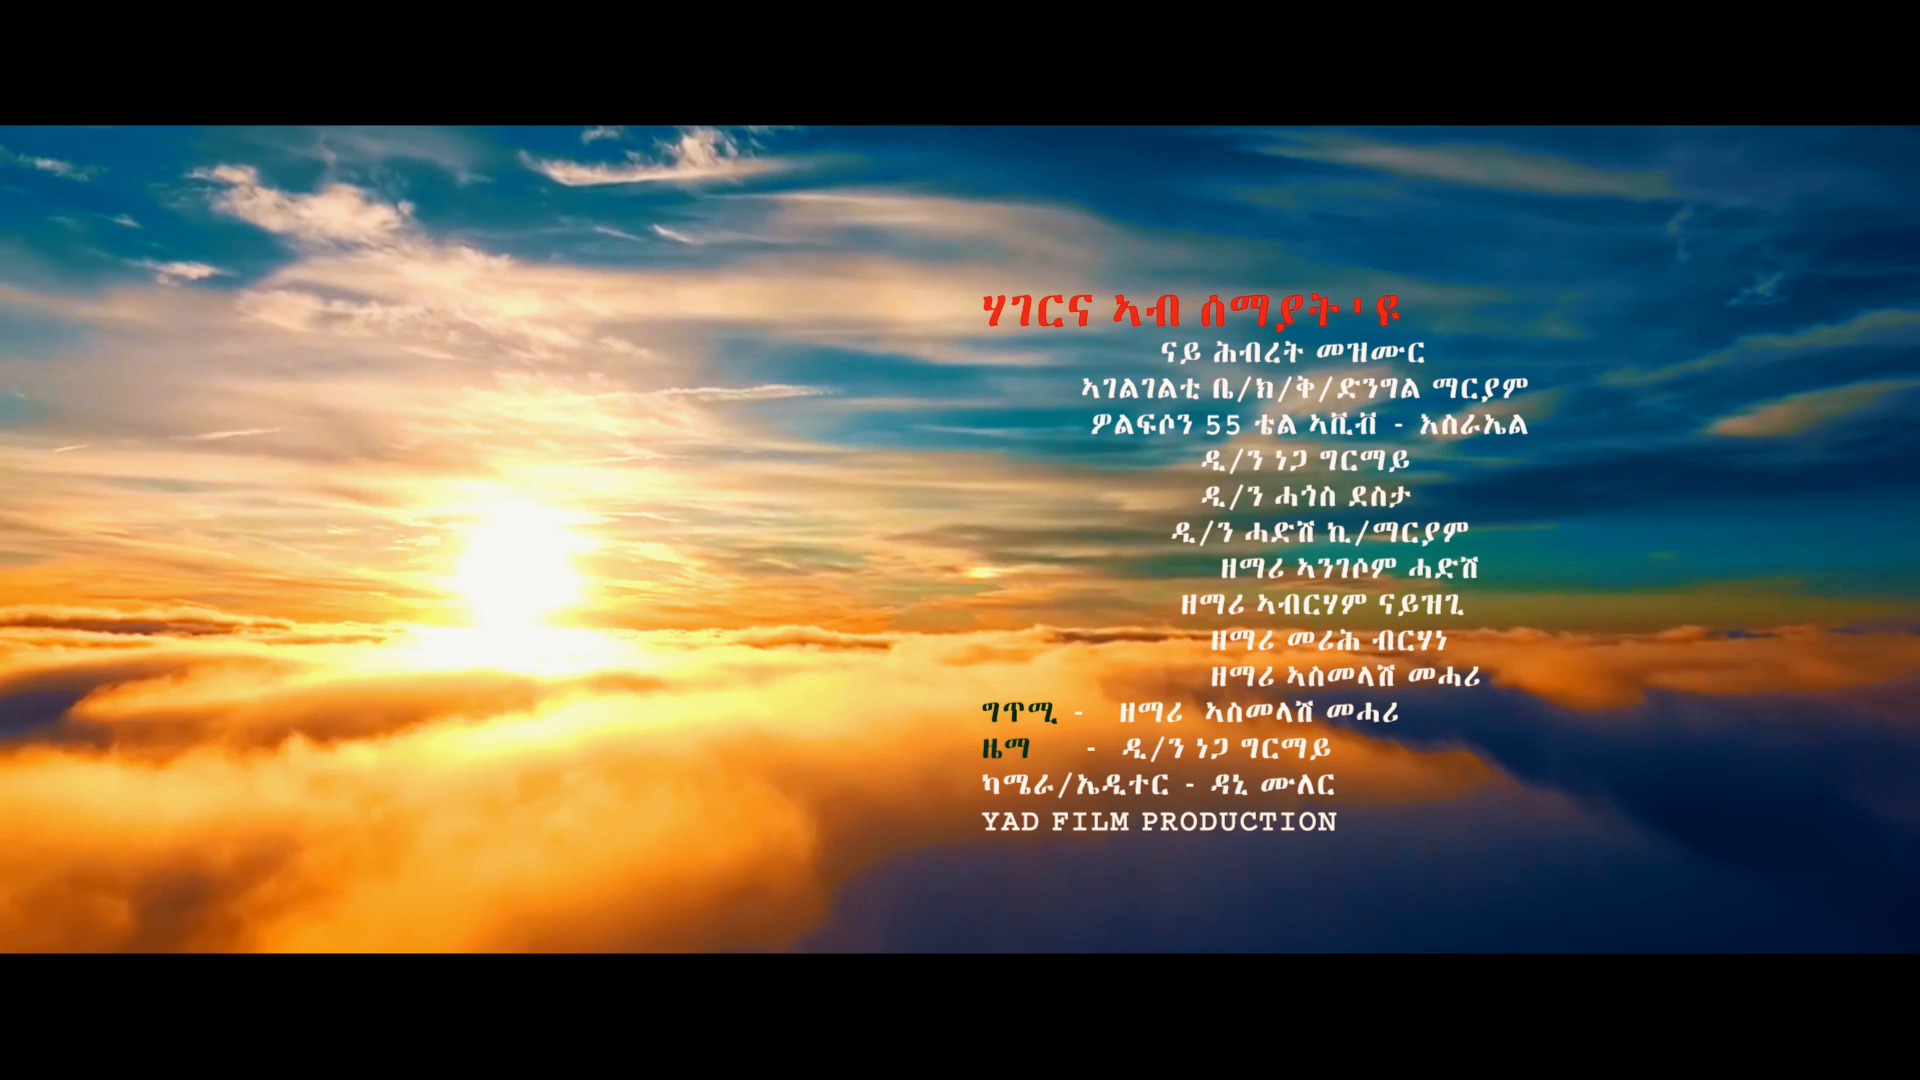 ሃገርና ኣብ ሰማያት'ዩ
ናይ ሕብረት መዝሙር
ኣገልገልቲ ቤ/ክ/ቅ/ድንግል ማርያም
ዎልፍሶን 55 ቴል ኣቪቭ - እስራኤል
ዲ/ን ነጋ ግርማይ
ዲ/ን ሓጎስ ደስታ
ዲ/ን ሓድሽ ኪ/ማርያም
ዘማሪ ኣንገሶም ሓድሽ
ዘማሪ ኣብርሃም ናይዝጊ
ዘማሪ መሪሕ ብርሃነ
ዘማሪ ኣስመላሽ መሓሪ
ግጥሚ - ዘማሪ ኣስመላሽ መሓሪ
ዜማ - ዲ/ን ነጋ ግርማይ
ካሜራ/ኤዲተር - ዳኒ ሙለር
YAD FILM PRODUCTION